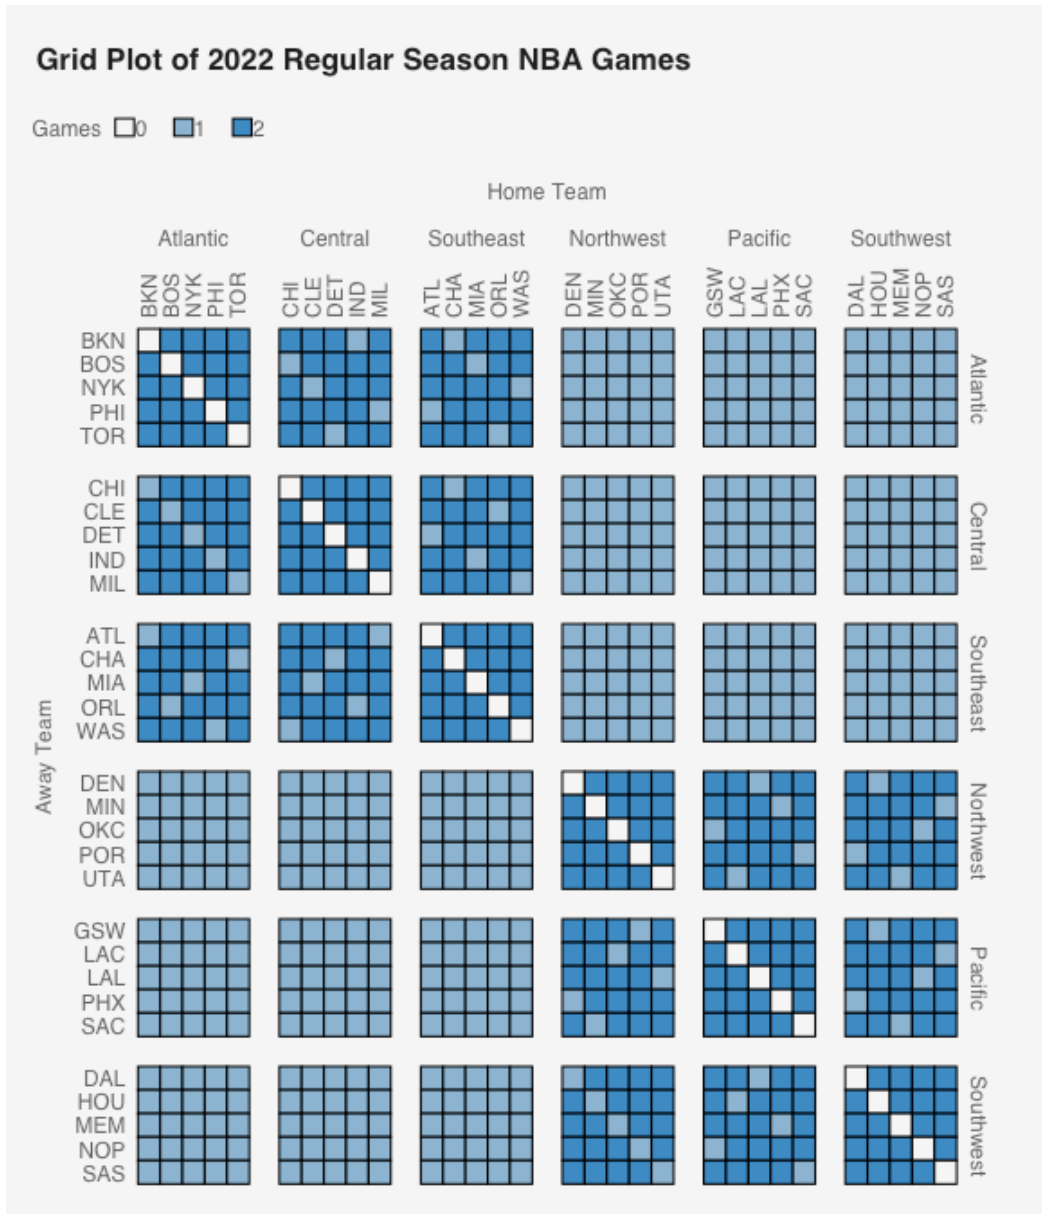 Grid Plot of 2022 Regular Season NBA Games
Games 0 1 2
Home Team
Atlantic Central Southeast Northwest Pacific Southwest
BKN BOS NYK PHI TOR CHI CLE DET IND MIL ATL CHA MIA ORL WAS DEN MIN OKC POR UTA GSW LAC LAL PHX SAC DAL HOU MEM NOP SAS
Away Team
BKN
BOS
NYK
PHI
TOR
Atlantic
CHI
CLE
DET
IND
MIL
Central
ATL
CHA
MIA
ORL
WAS
Southeast
DEN
MIN
OKC
POR
UTA
Northwest
GSW
LAC
LAL
PHX
SAC
Pacific
DAL
HOU
MEM
NOP
SAS
Southwest